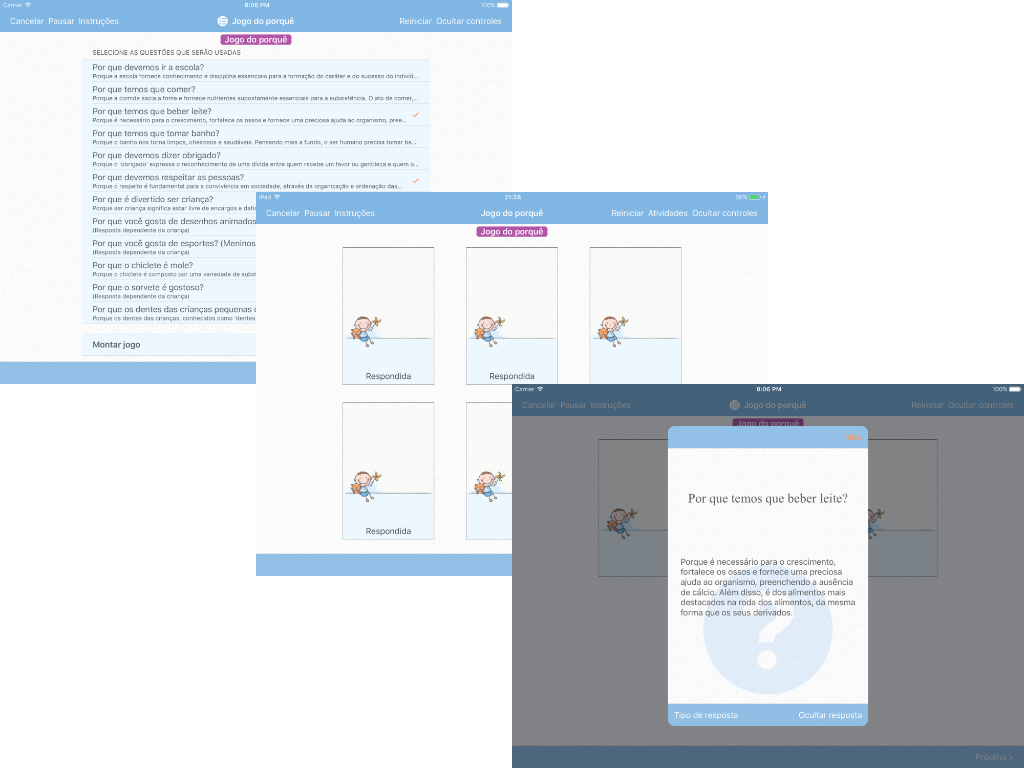 Carrier 8:06 PM 100%
Cancelar Pausar Instruções Jogo do porquê Reiniciar Ocultar controles
Jogo do porquê
SELECIONE AS QUESTÕES QUE SERÃO USADAS
Por que devemos ir a escola?
Porque a escola fornece conhecimento e disciplina essenciais para a formação do caráter e do sucesso do indivíd...
Por que temos que comer?
Porque a comida sacia a fome e fornece nutrientes supostamente essenciais para a subsistência. O ato de comer,...
Por que temos que beber leite?
Porque é necessário para o crescimento, fortalece os ossos e fornece uma preciosa ajuda ao organismo, pree...
Por que temos que tomar banho?
Porque o banho nos torna limpos, cheirosos e saudáveis. Pensando mais a fundo, o ser humano precisa tomar ba...
Por que devemos dizer obrigado?
Porque o 'obrigado' expressa o reconhecimento de uma dívida entre quem recebe um favor ou gentileza e quem o...
Por que devemos respeitar as pessoas?
Porque o respeito é fundamental para a convivência em sociedade, através da organização e ordenação das...
Por que é divertido ser criança?
Porque ser criança significa estar livre de encargos e
Por que você gosta de desenhos animados
(Resposta dependente da criança)
Por que você gosta de esportes? (Meninos
(Resposta dependente da criança)
Por que o chiclete é mole?
Porque o chiclete é composto por uma variedade de
Por que o sorvete é gostoso?
(Resposta dependente da criança)
Por que os dentes das crianças pequenas
Porque os dentes das crianças, conhecidos como 'dentes
Montar jogo
iPad 21:28
Cancelar Pausar Instruções Jogo do porquê Reiniciar Atividades Ocultar controles
Jogo do porquê
Respondida Respondida
Respondida
Carrier 8:06 PM 100%
Cancelar Pausar Instruções Jogo do porquê Reiniciar Ocultar controles
Jogo do porquê
Por que temos que beber leite?
Porque é necessário para o crescimento,
fortalece os ossos e fornece uma preciosa
ajuda ao organismo, preenchendo a ausência
de cálcio. Além disso, é dos alimentos mais
destacados na roda dos alimentos, da mesma
forma que os seus derivados.
?
Tipo de resposta Ocultar resposta
Próximo >